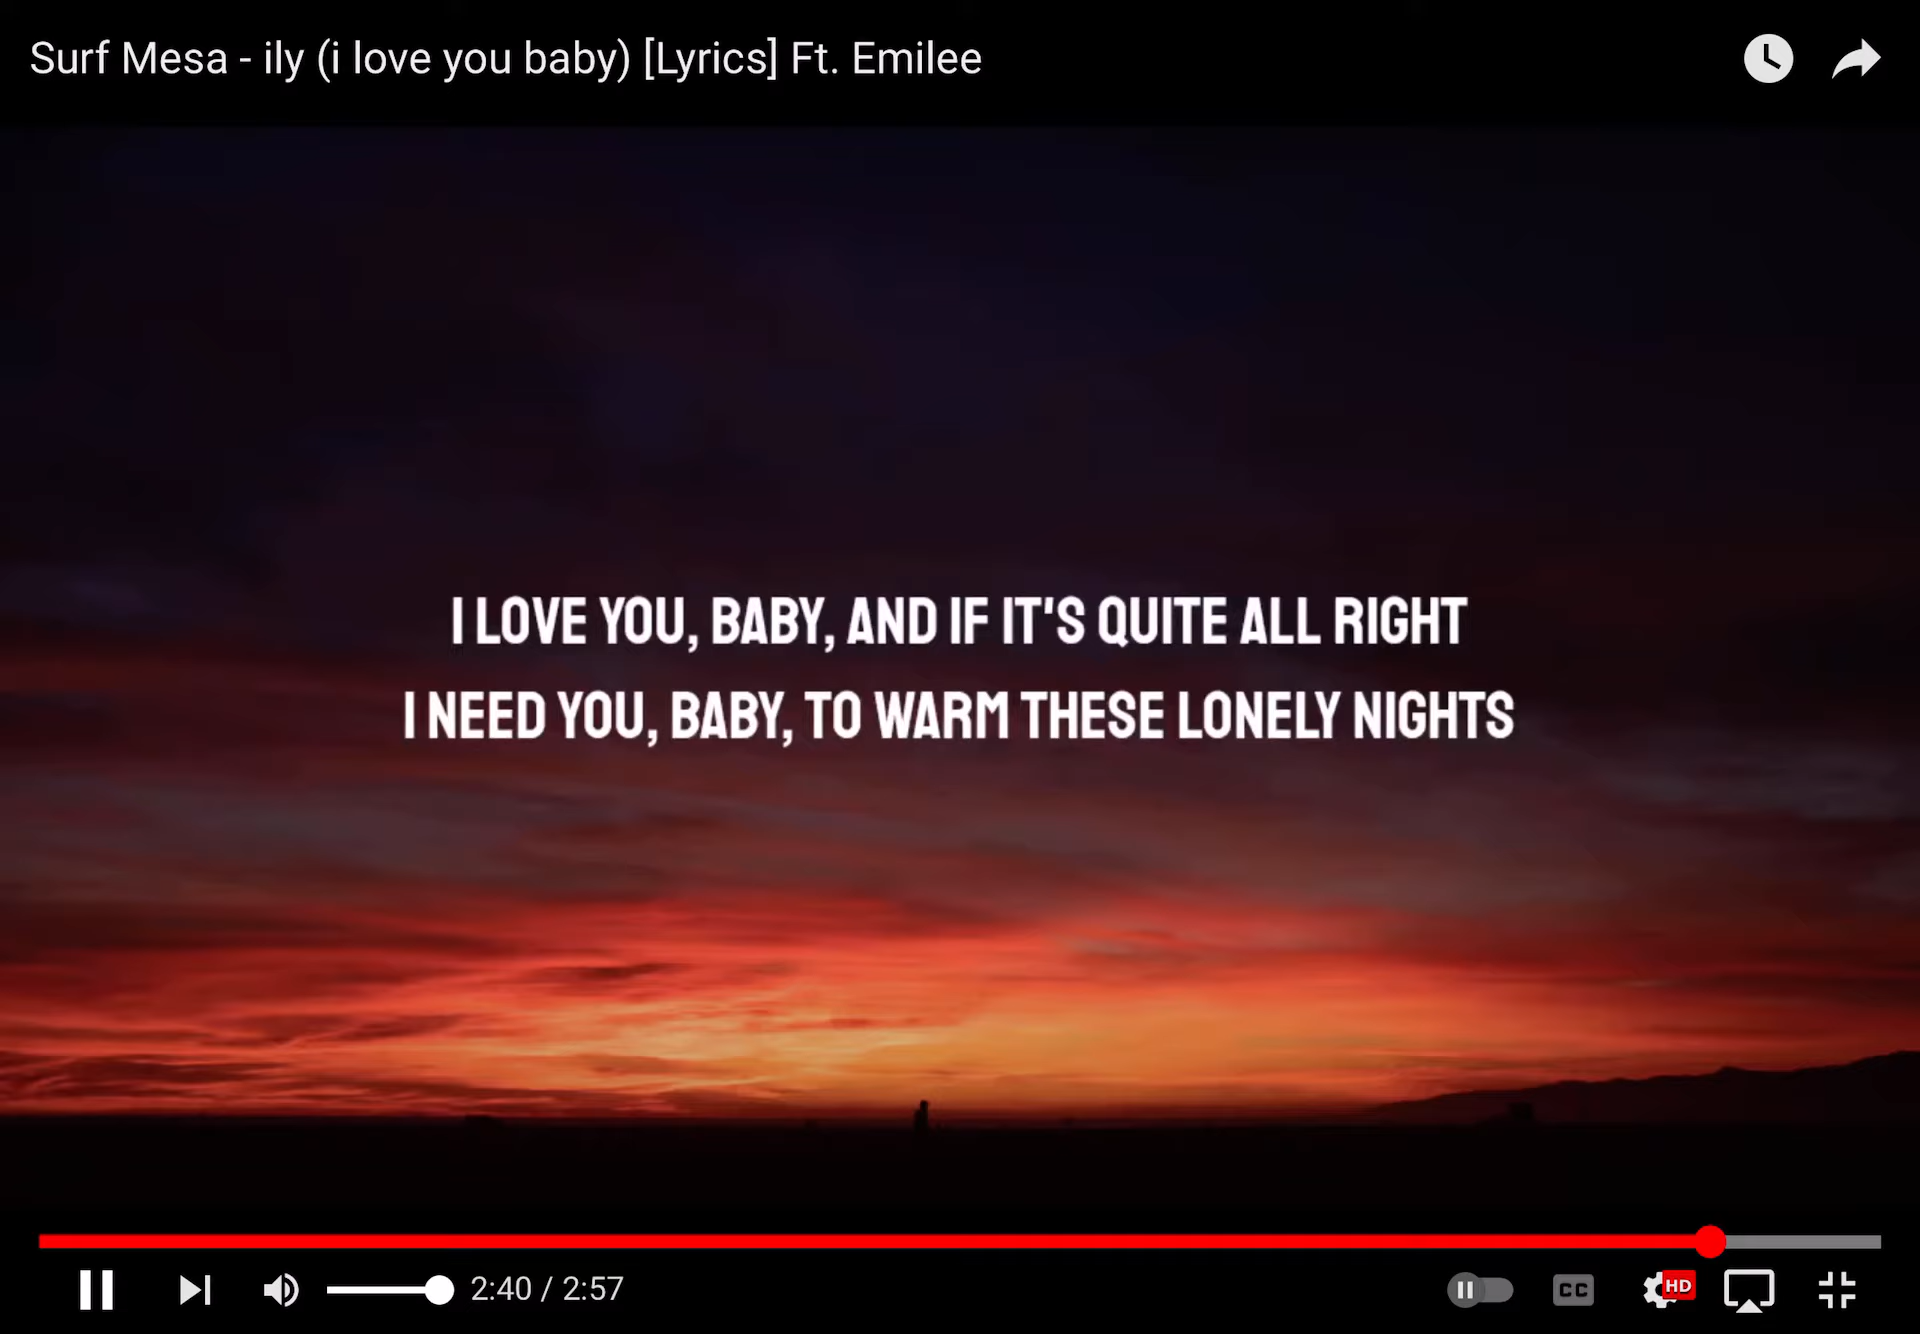 Surf Mesa - ily (i love you baby) [Lyrics] Ft. Emilee
I LOVE YOU, BABY, AND IF IT'S QUITE ALL RIGHT
I NEED YOU, BABY, TO WARM THESE LONELY NIGHTS
2:40 / 2:57
CC
HD